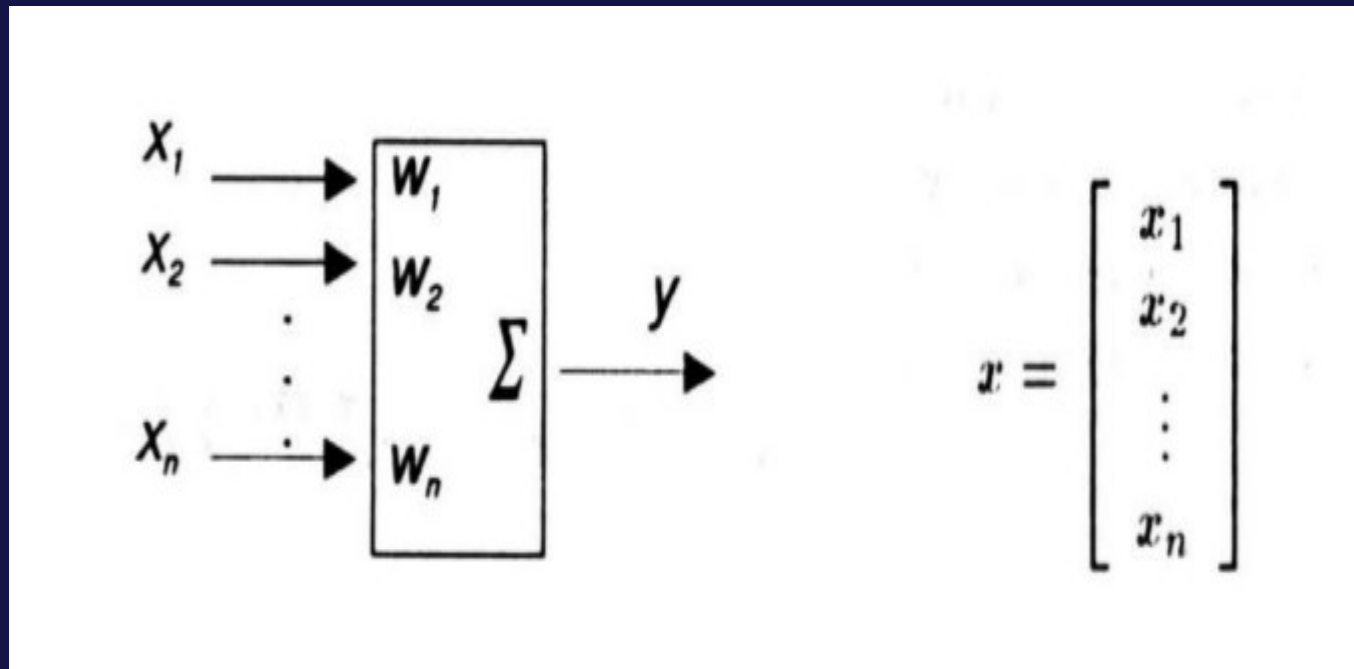 X₁
W₁
X₂
W₂
.
.
.
Σ
y
Xₙ
Wₙ
x = [
x₁
x₂
⋮
xₙ
]